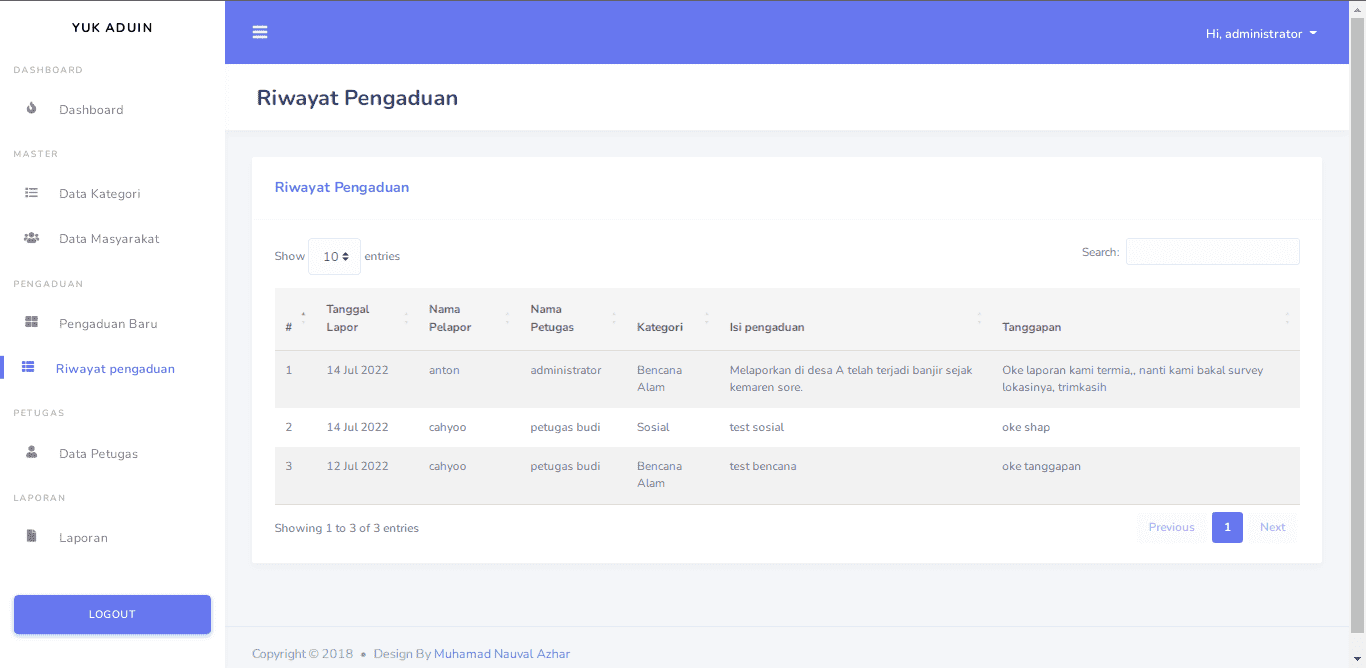 YUK ADUIN
DASHBOARD
Dashboard
MASTER
Data Kategori
Data Masyarakat
PENGADUAN
Pengaduan Baru
Riwayat pengaduan
PETUGAS
Data Petugas
LAPORAN
Laporan
LOGOUT
Hi, administrator
Riwayat Pengaduan
Riwayat Pengaduan
Show 10 entries
Search:
# Tanggal Lapor Nama Pelapor Nama Petugas Kategori Isi pengaduan Tanggapan
1 14 Jul 2022 anton administrator Bencana Alam Melaporkan di desa A telah terjadi banjir sejak kemaren sore. Oke laporan kami termia,, nanti kami bakal survey lokasinya, trimkasih
2 14 Jul 2022 cahyoo petugas budi Sosial test sosial oke shap
3 12 Jul 2022 cahyoo petugas budi Bencana Alam test bencana oke tanggapan
Showing 1 to 3 of 3 entries
Previous 1 Next
Copyright © 2018 • Design By Muhamad Nauval Azhar